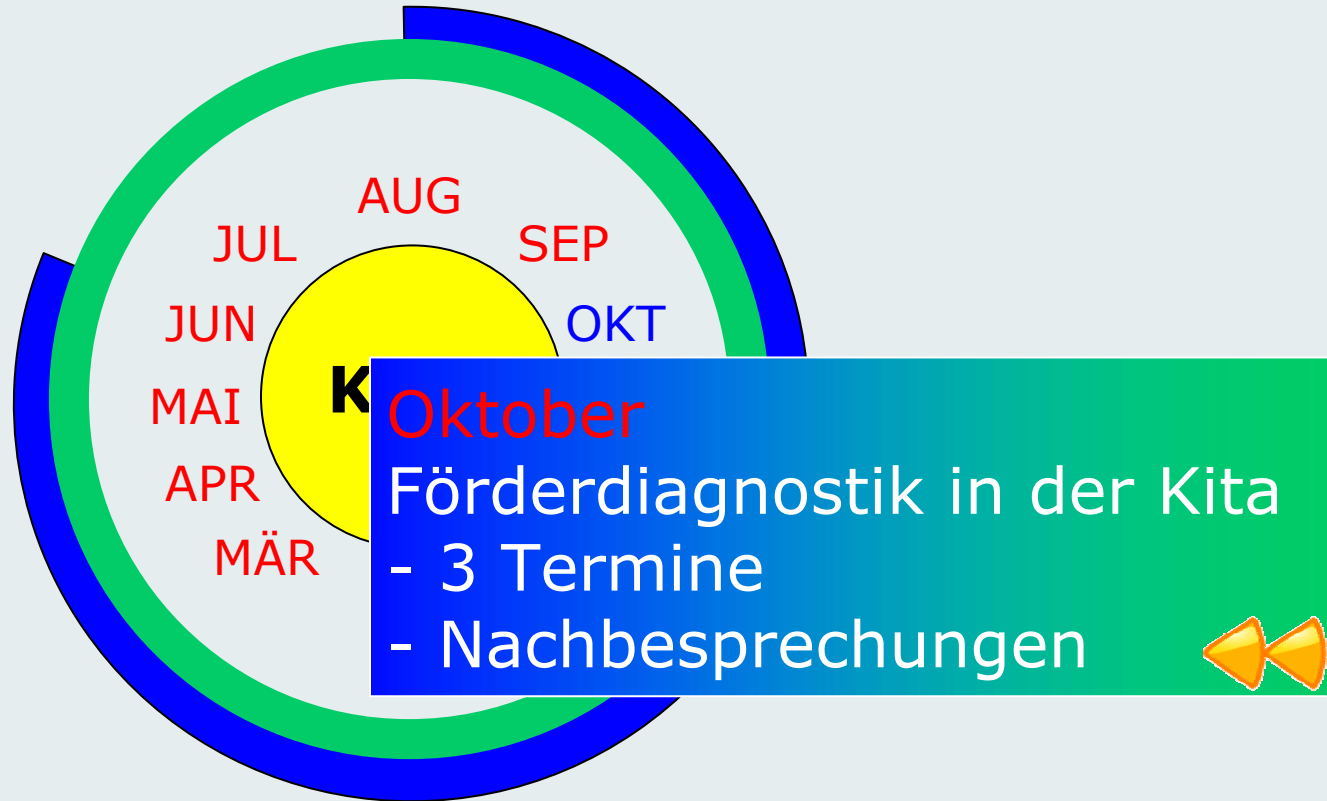 AUG
JUL
SEP
JUN
OKT
MAI
K
APR
MÄR
Oktober
Förderdiagnostik in der Kita
- 3 Termine
- Nachbesprechungen